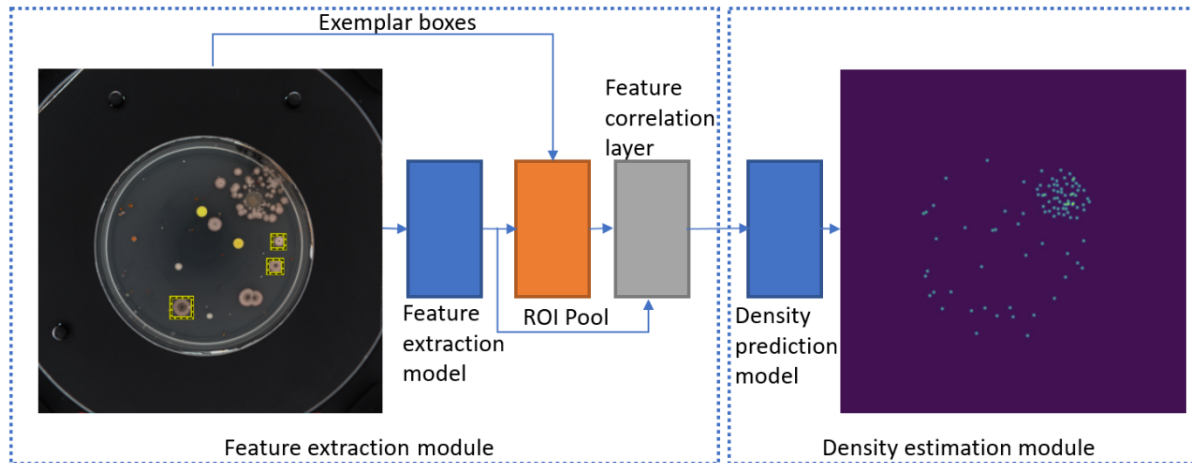 Exemplar boxes
Feature
correlation
layer
Feature
extraction
model
ROI Pool
Density
prediction
model
Feature extraction module
Density estimation module